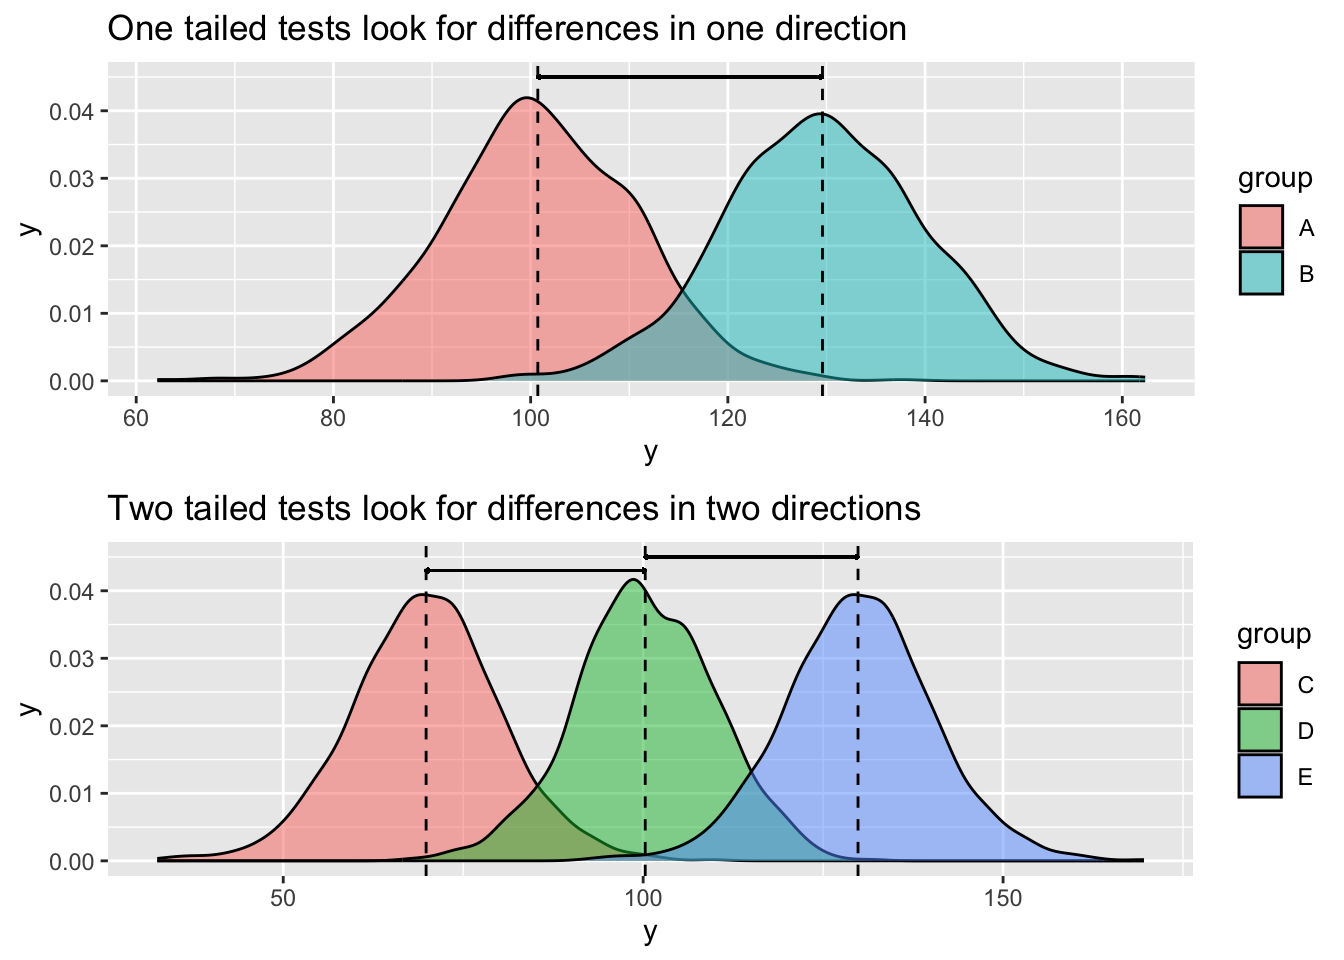 One tailed tests look for differences in one direction
0.04
0.03
0.02
0.01
0.00
y
60 80 100 120 140 160
y
group
A
B
Two tailed tests look for differences in two directions
0.04
0.03
0.02
0.01
0.00
y
50 100 150
y
group
C
D
E